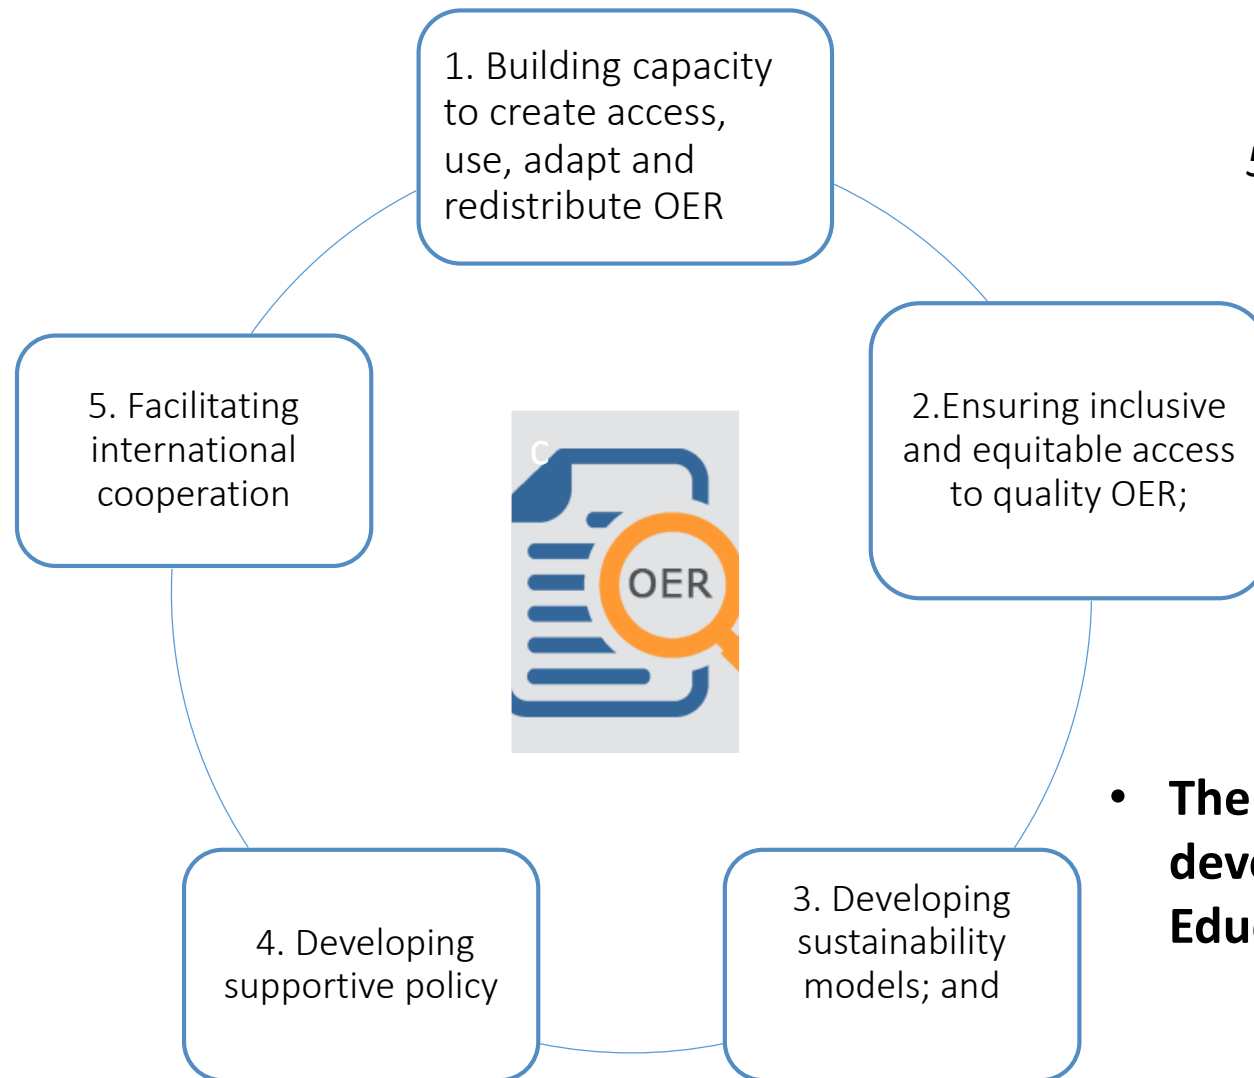 1. Building capacity
to create access,
use, adapt and
redistribute OER
2.Ensuring inclusive
and equitable access
to quality OER;
3. Developing
sustainability
models; and
4. Developing
supportive policy
5. Facilitating
international
cooperation
C
OER
• The